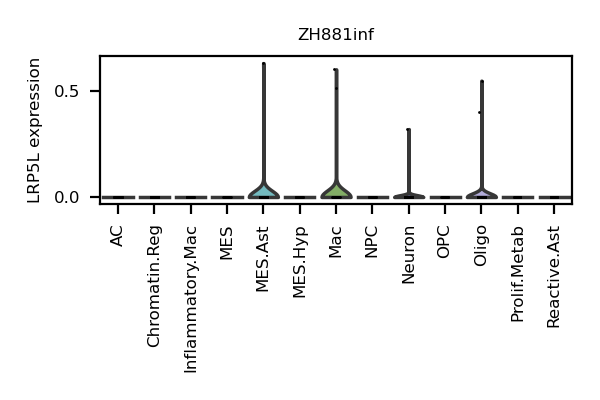 ZH881inf
LRP5L expression
0.5
0.0
AC
Chromatin.Reg
Inflammatory.Mac
MES
MES.Ast
MES.Hyp
Mac
NPC
Neuron
OPC
Oligo
Prolif.Metab
Reactive.Ast